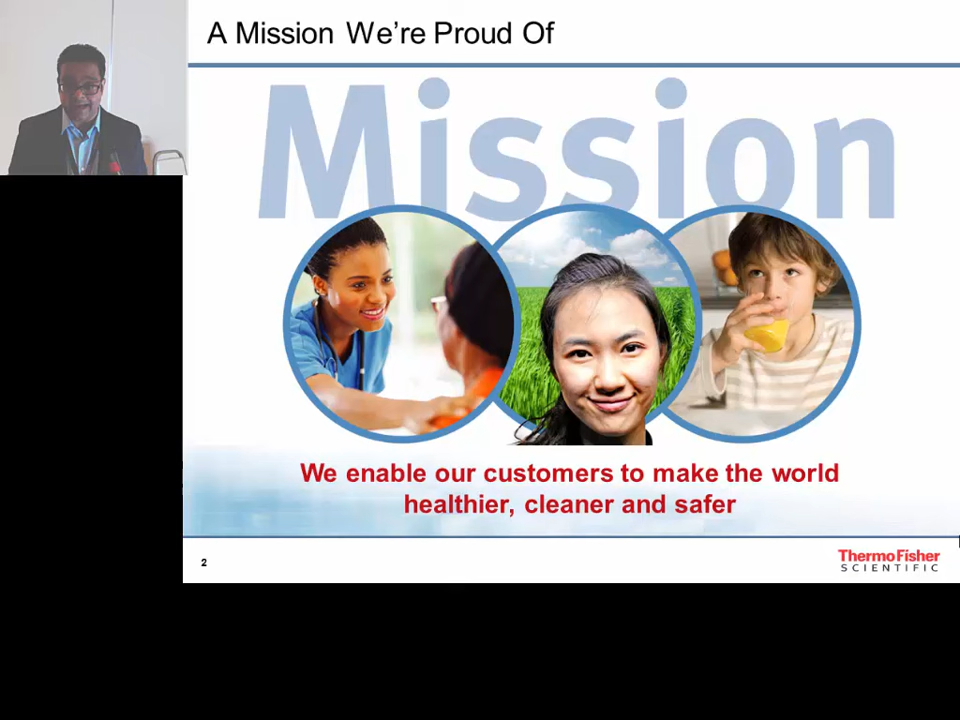 A Mission We're Proud Of
Mission
We enable our customers to make the world
healthier, cleaner and safer
2
ThermoFisher
SCIENTIFIC